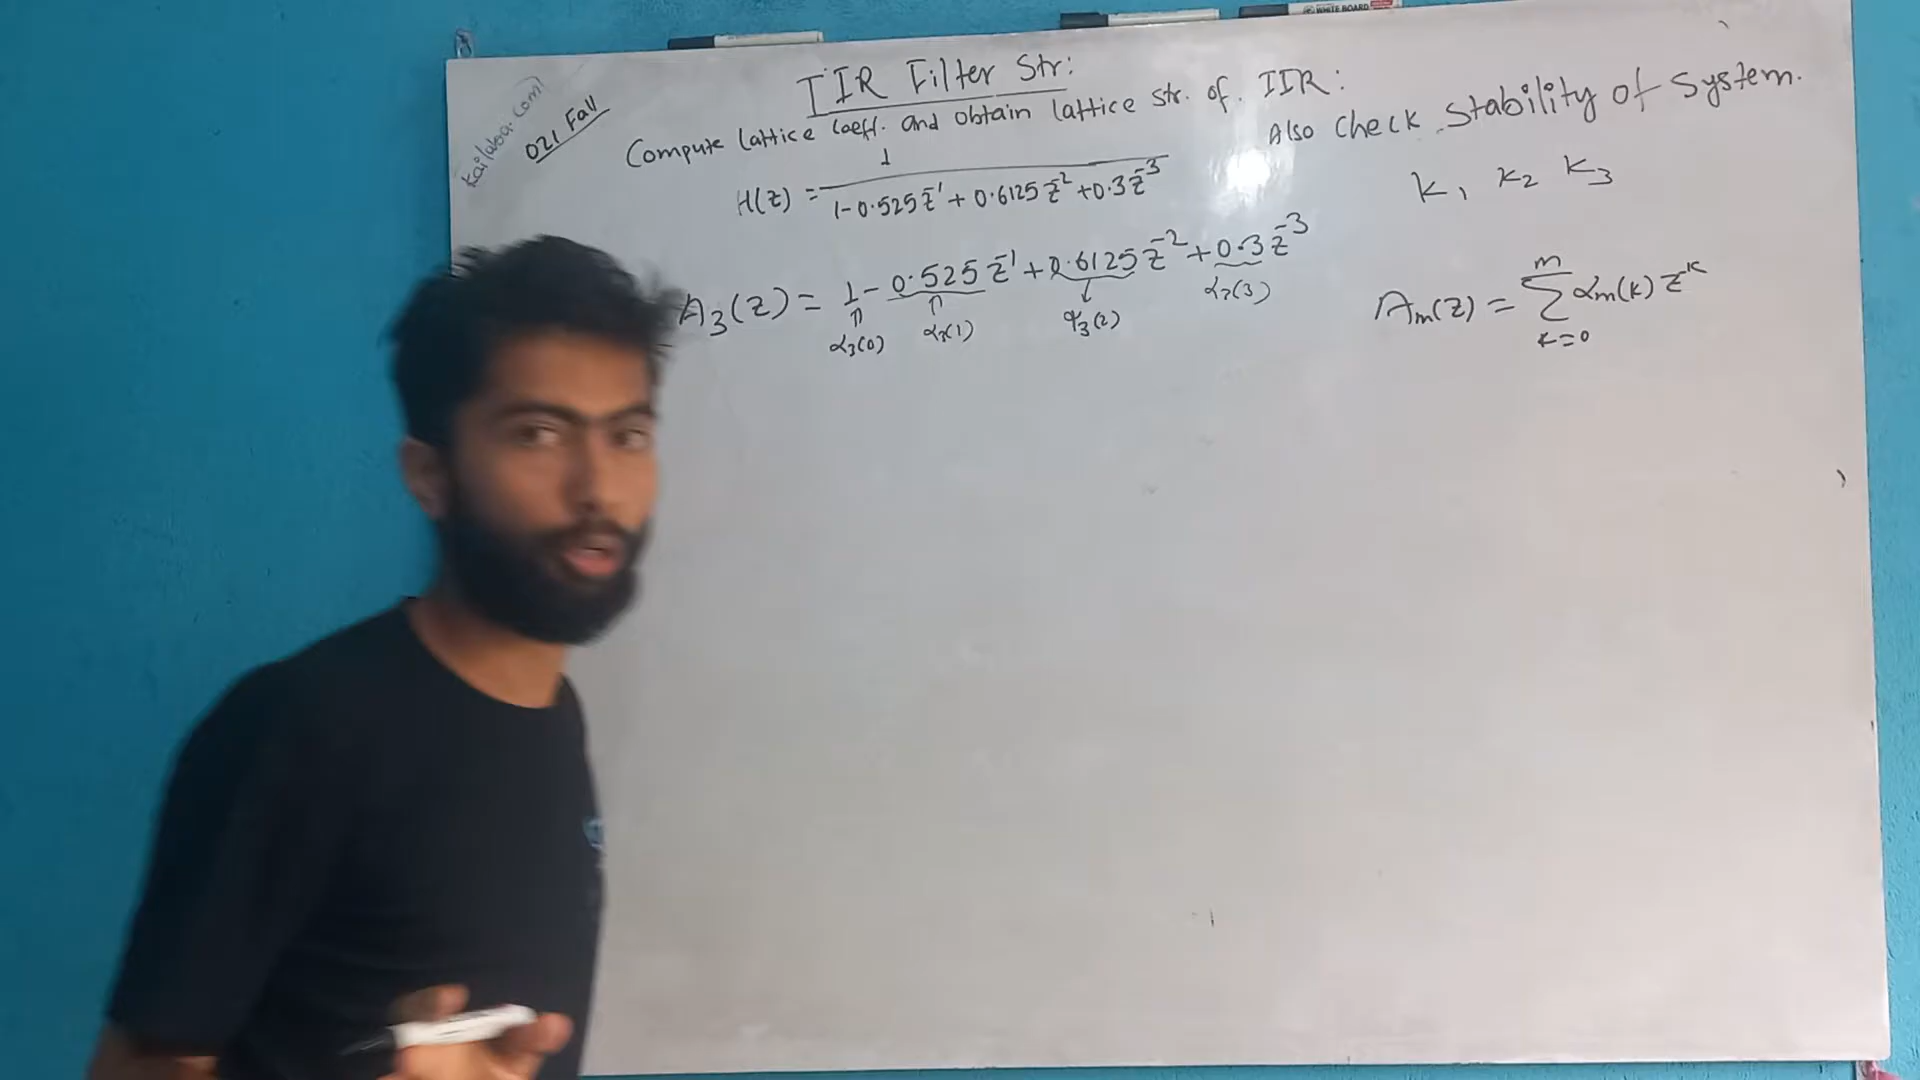 IIR Filter Str:
kailaba.com
021 Fall
Compute lattice coeff. and obtain lattice str. of IIR:
Also check stability of system.
H(z) = 1 / 1-0.525z⁻¹ + 0.6125z⁻² +0.3z⁻³
k₁ k₂ k₃
A₃(z) = 1 - 0.525z⁻¹ + 0.6125z⁻² + 0.3z⁻³
α₃(0) α₃(1) α₃(2) α₃(3)
Aₘ(z) = Σ αₘ(k) z⁻ᵏ
m
k=0
WHITE BOARD